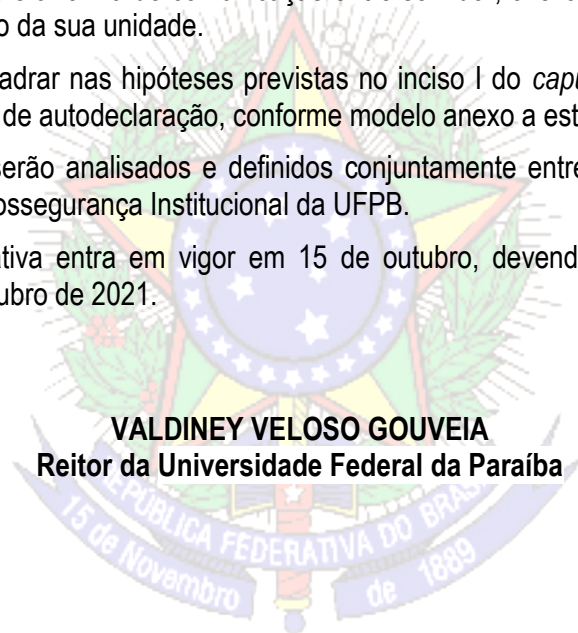 o da sua unidade.
adrar nas hipóteses previstas no inciso I do
de autodeclaração, conforme modelo anexo a est
serão analisados e definidos conjuntamente entre
ossegurança Institucional da UFPB.
ativa entra em vigor em 15 de outubro, devend
ubro de 2021.
VALDINEY VELOSO GOUVEIA
Reitor da Universidade Federal da Paraíba
REPÚBLICA FEDERATIVA DO BRASIL
15 de Novembro de 1889